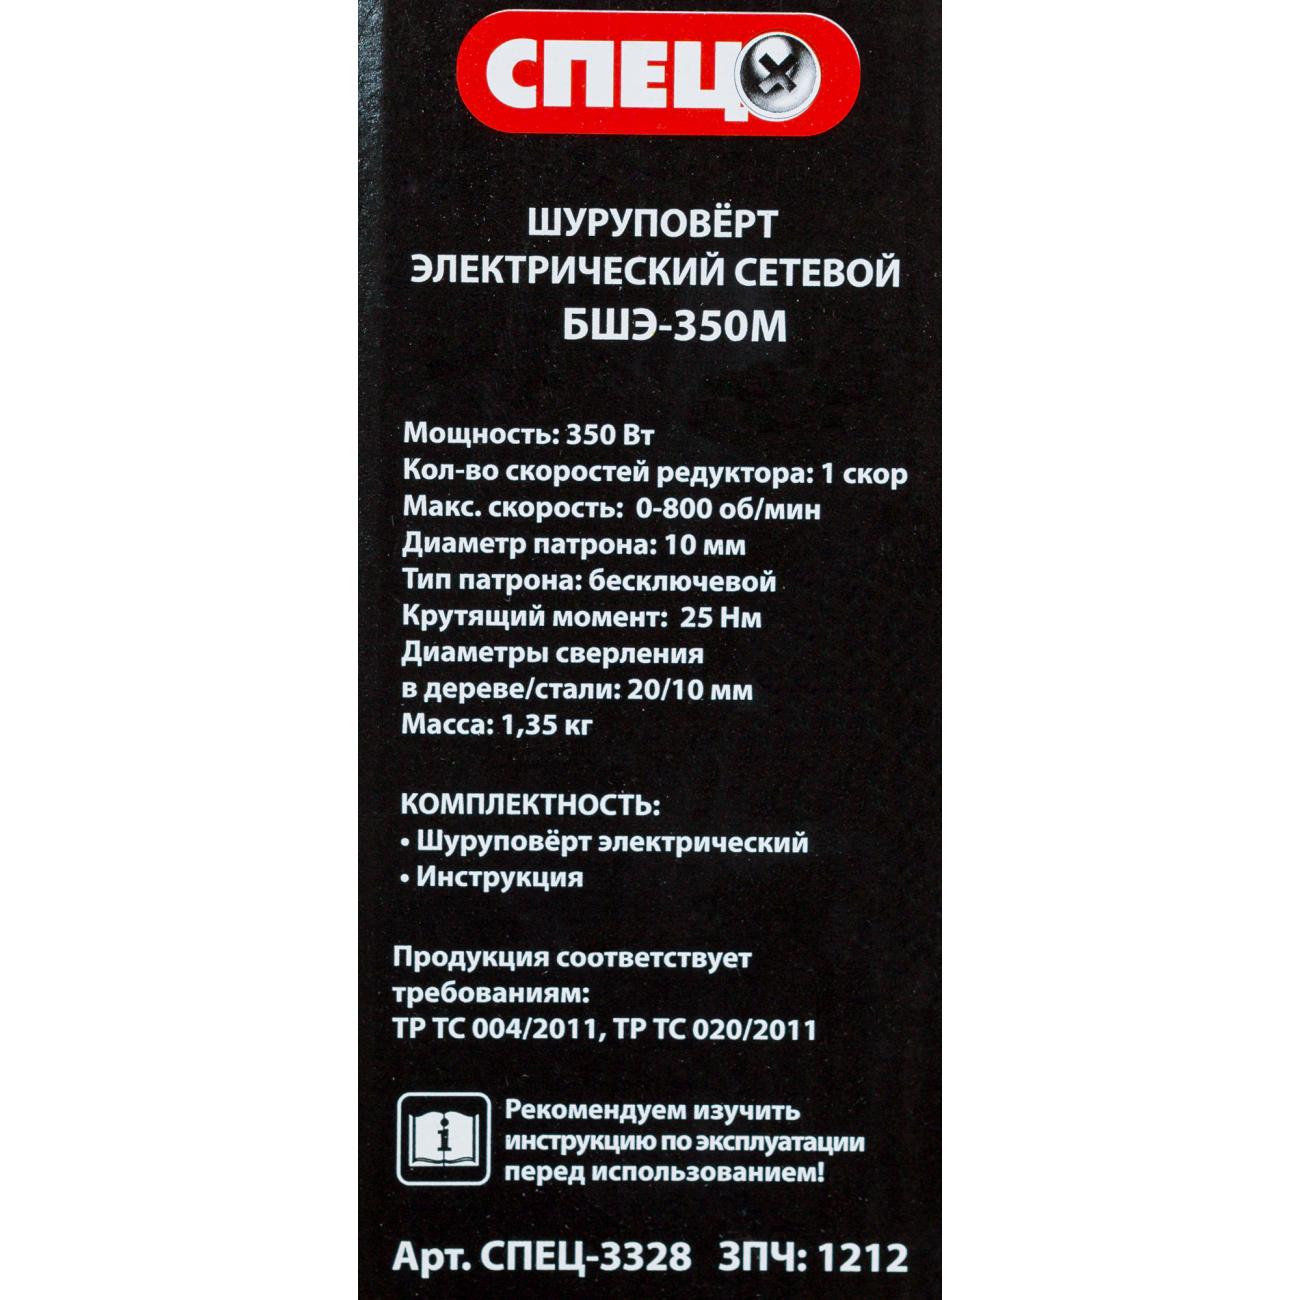 СПЕЦ
ШУРУПОВЁРТ
ЭЛЕКТРИЧЕСКИЙ СЕТЕВОЙ
БШЭ-350М
Мощность: 350 Вт
Кол-во скоростей редуктора: 1 скор
Макс. скорость: 0-800 об/мин
Диаметр патрона: 10 мм
Тип патрона: бесключевой
Крутящий момент: 25 Нм
Диаметры сверления
в дереве/стали: 20/10 мм
Масса: 1,35 кг
КОМПЛЕКТНОСТЬ:
• Шуруповёрт электрический
• Инструкция
Продукция соответствует
требованиям:
ТР ТС 004/2011, ТР ТС 020/2011
i
Рекомендуем изучить
инструкцию по эксплуатации
перед использованием!
Арт. СПЕЦ-3328 ЗПЧ: 1212